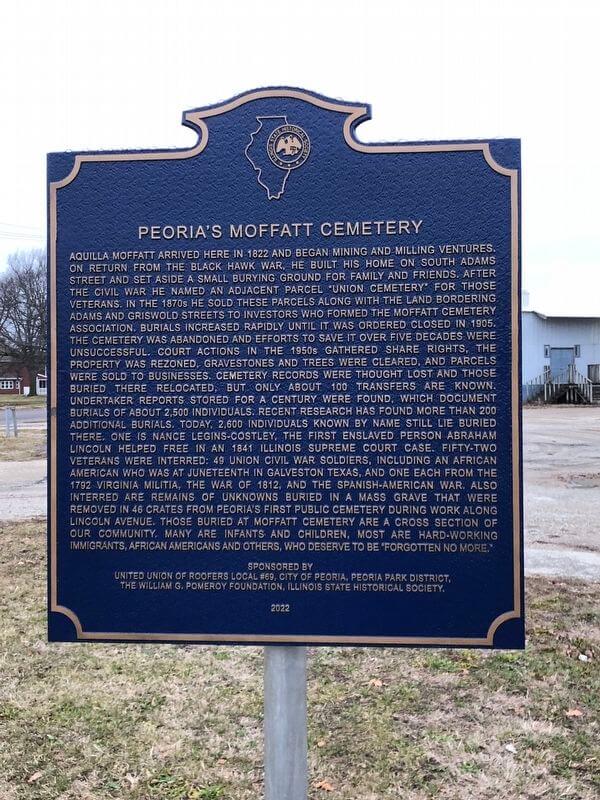 PEORIA'S MOFFATT CEMETERY
AQUILLA MOFFATT ARRIVED HERE IN 1822 AND BEGAN MINING AND MILLING VENTURES.
ON RETURN FROM THE BLACK HAWK WAR, HE BUILT HIS HOME ON SOUTH ADAMS
STREET AND SET ASIDE A SMALL BURYING GROUND FOR FAMILY AND FRIENDS. AFTER
THE CIVIL WAR HE NAMED AN ADJACENT PARCEL "UNION CEMETERY" FOR THOSE
VETERANS. IN THE 1870s HE SOLD THESE PARCELS ALONG WITH THE LAND BORDERING
ADAMS AND GRISWOLD STREETS TO INVESTORS WHO FORMED THE MOFFATT CEMETERY
ASSOCIATION. BURIALS INCREASED RAPIDLY UNTIL IT WAS ORDERED CLOSED IN 1905.
THE CEMETERY WAS ABANDONED AND EFFORTS TO SAVE IT OVER FIVE DECADES WERE
UNSUCCESSFUL. COURT ACTIONS IN THE 1950s GATHERED SHARE RIGHTS, THE
PROPERTY WAS REZONED, GRAVESTONES AND TREES WERE CLEARED, AND PARCELS
WERE SOLD TO BUSINESSES. CEMETERY RECORDS WERE THOUGHT LOST AND THOSE
BURIED THERE RELOCATED, BUT ONLY ABOUT 100 TRANSFERS ARE KNOWN.
UNDERTAKER REPORTS STORED FOR A CENTURY WERE FOUND, WHICH DOCUMENT
BURIALS OF ABOUT 2,500 INDIVIDUALS. RECENT RESEARCH HAS FOUND MORE THAN 200
ADDITIONAL BURIALS. TODAY, 2,600 INDIVIDUALS KNOWN BY NAME STILL LIE BURIED
THERE. ONE IS NANCE LEGINS-COSTLEY, THE FIRST ENSLAVED PERSON ABRAHAM
LINCOLN HELPED FREE IN AN 1841 ILLINOIS SUPREME COURT CASE. FIFTY-TWO
VETERANS WERE INTERRED: 49 UNION CIVIL WAR SOLDIERS, INCLUDING AN AFRICAN
AMERICAN WHO WAS AT JUNETEENTH IN GALVESTON TEXAS, AND ONE EACH FROM THE
1792 VIRGINIA MILITIA, THE WAR OF 1812, AND THE SPANISH-AMERICAN WAR. ALSO
INTERRED ARE REMAINS OF UNKNOWNS BURIED IN A MASS GRAVE THAT WERE
REMOVED IN 46 CRATES FROM PEORIA'S FIRST PUBLIC CEMETERY DURING WORK ALONG
LINCOLN AVENUE. THOSE BURIED AT MOFFATT CEMETERY ARE A CROSS SECTION OF
OUR COMMUNITY. MANY ARE INFANTS AND CHILDREN, MOST ARE HARD-WORKING
IMMIGRANTS, AFRICAN AMERICANS AND OTHERS, WHO DESERVE TO BE "FORGOTTEN NO MORE."
SPONSORED BY
UNITED UNION OF ROOFERS LOCAL #69, CITY OF PEORIA, PEORIA PARK DISTRICT,
THE WILLIAM G. POMEROY FOUNDATION, ILLINOIS STATE HISTORICAL SOCIETY.
2022